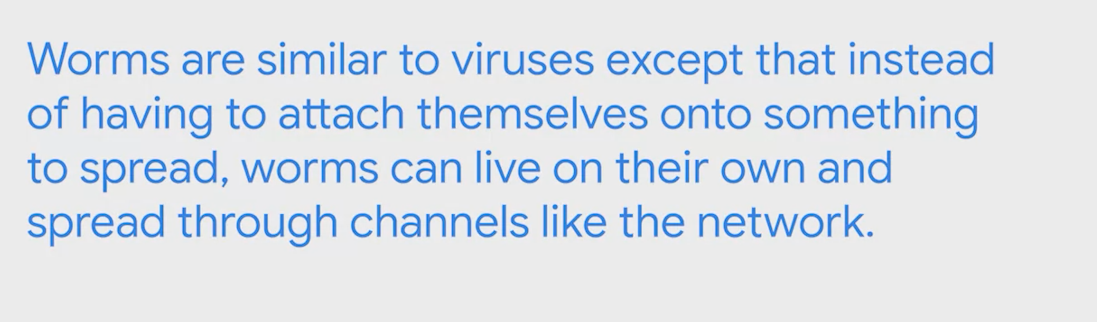 Worms are similar to viruses except that instead
of having to attach themselves onto something
to spread, worms can live on their own and
spread through channels like the network.